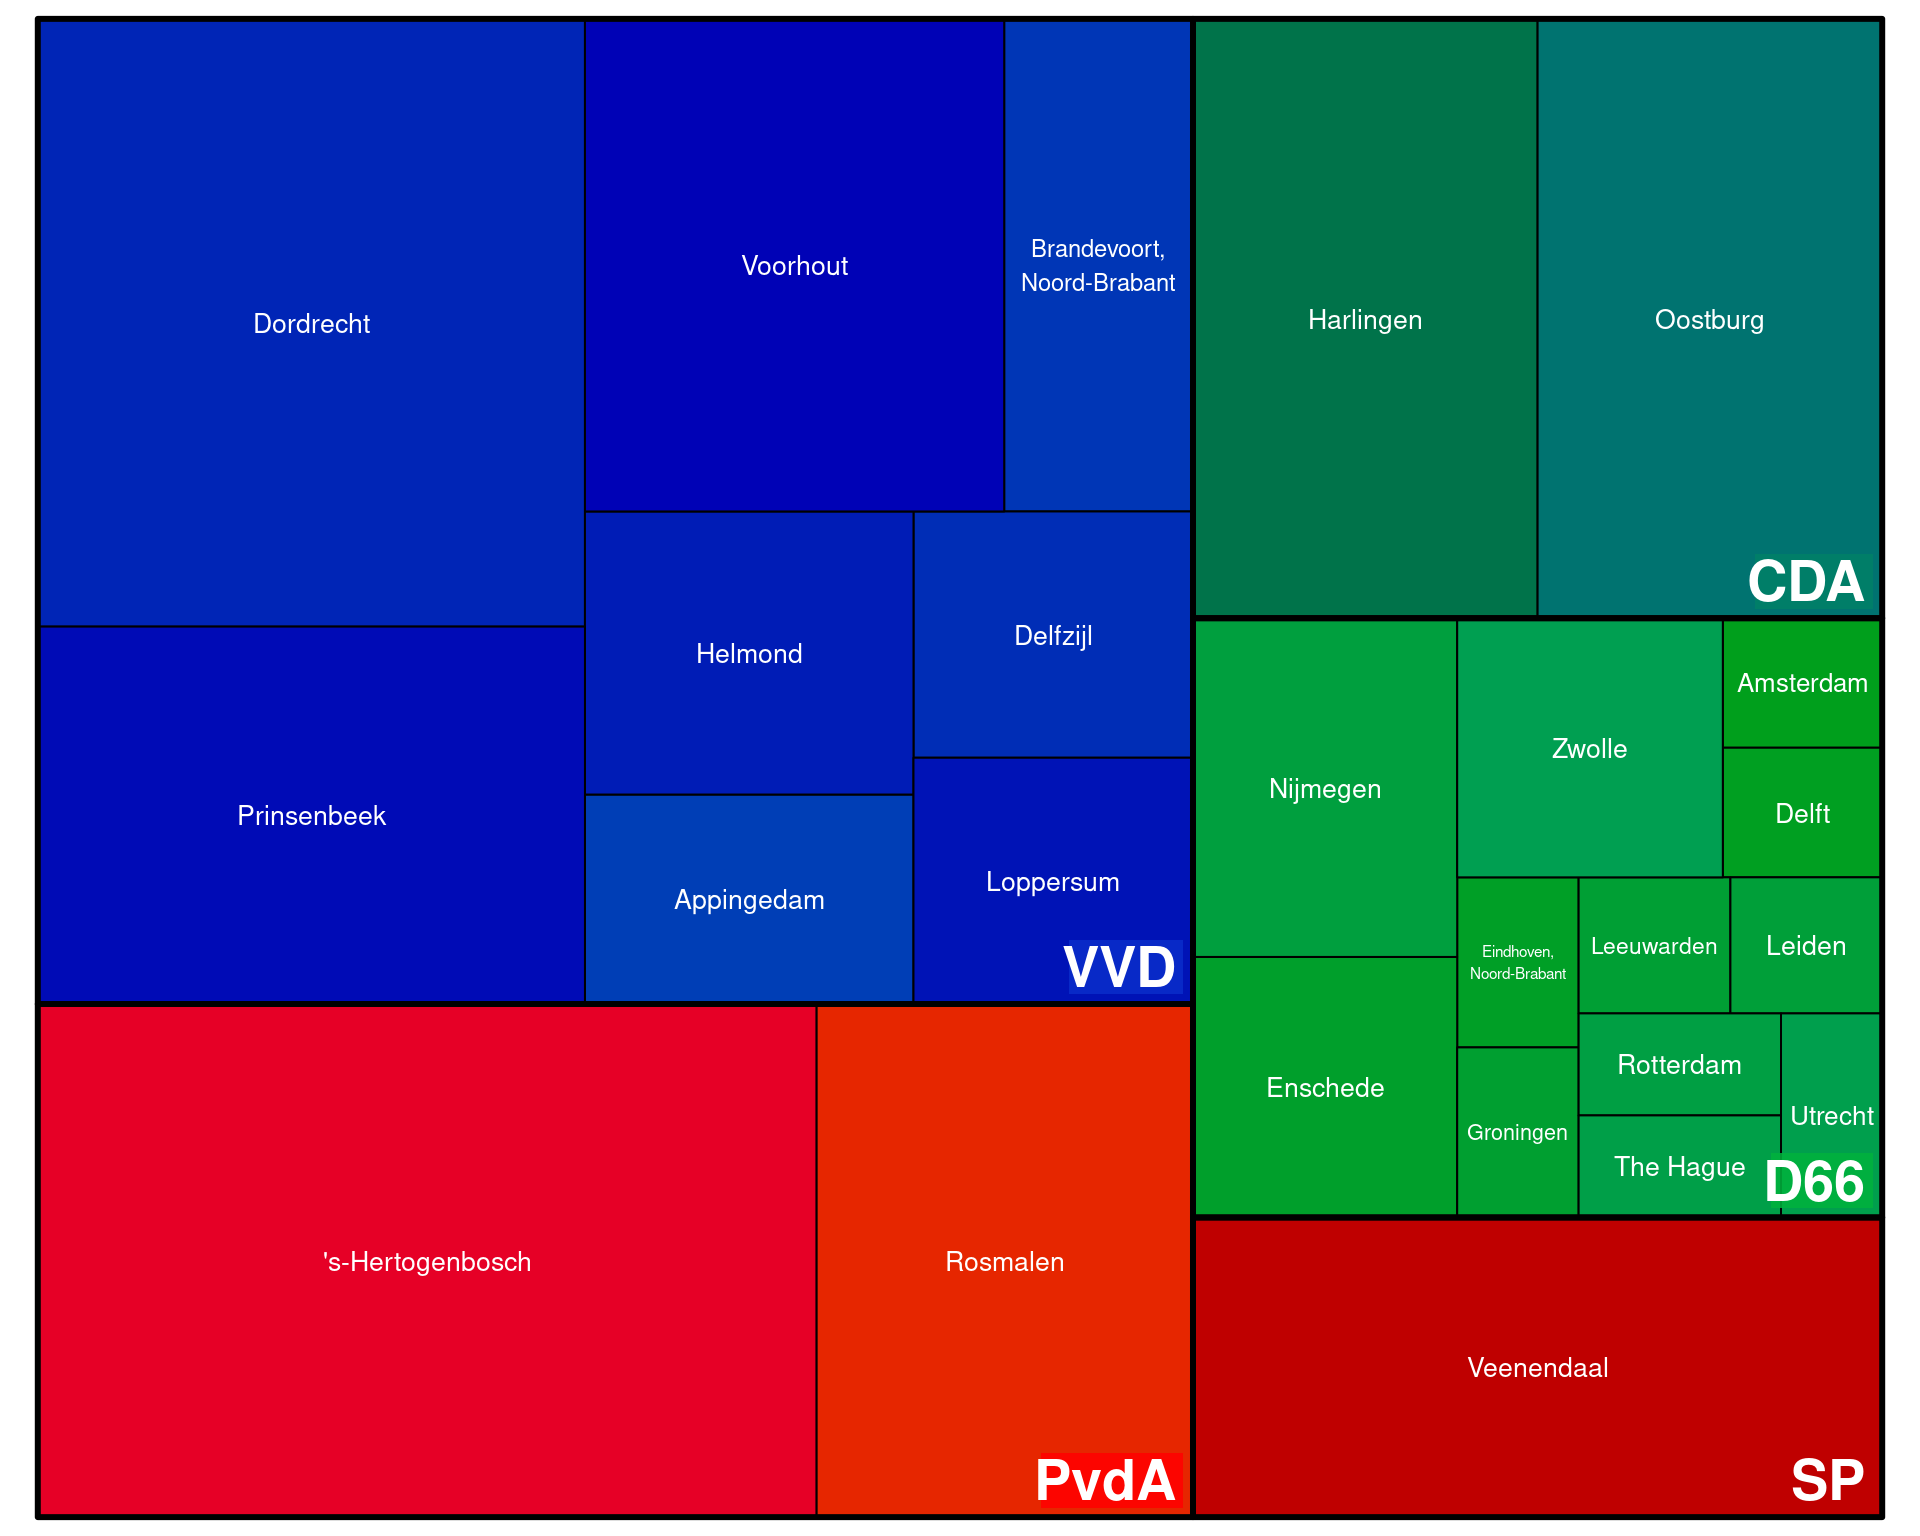 Dordrecht
Voorhout
Brandevoort,
Noord-Brabant
Prinsenbeek
Helmond
Delfzijl
Appingedam
Loppersum
VVD
's-Hertogenbosch
Rosmalen
PvdA
Harlingen
Oostburg
CDA
Nijmegen
Zwolle
Amsterdam
Delft
Enschede
Eindhoven,
Noord-Brabant
Leeuwarden
Leiden
Groningen
Rotterdam
Utrecht
The Hague
D66
Veenendaal
SP